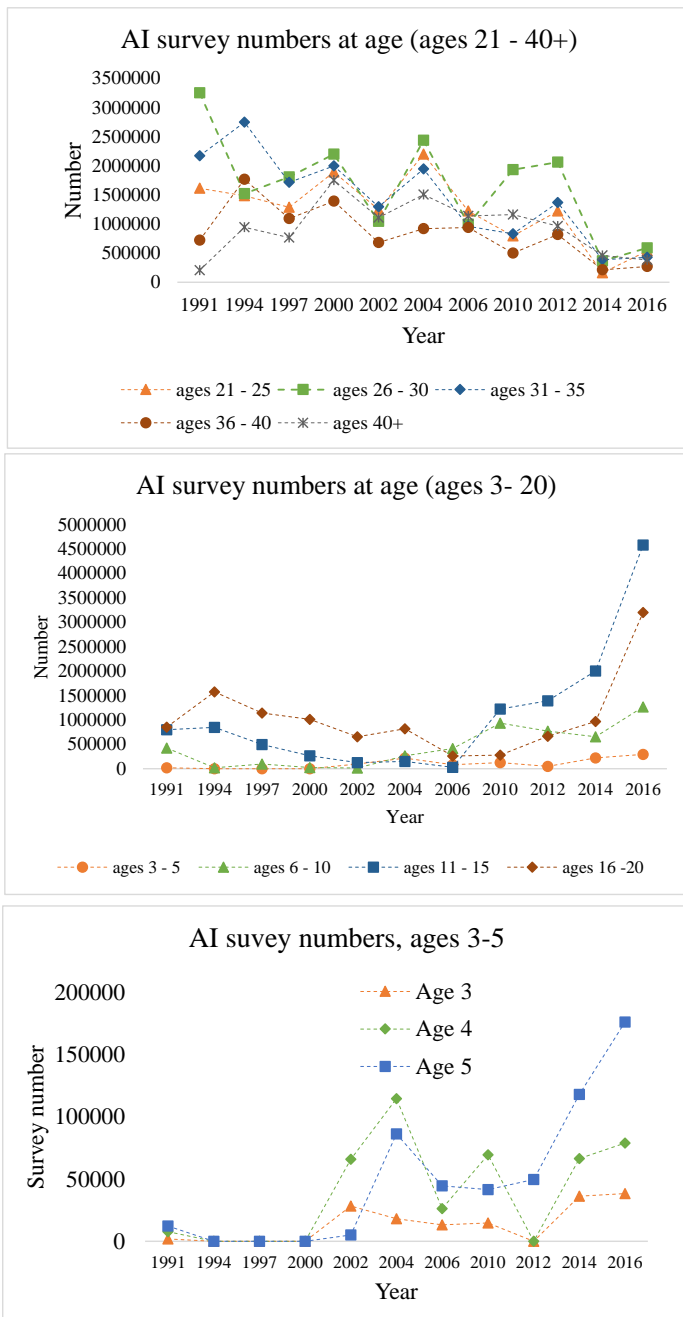 AI survey numbers at age (ages 21 - 40+)
3500000
3000000
2500000
2000000
1500000
1000000
500000
0
Number
1991 1994 1997 2000 2002 2004 2006 2010 2012 2014 2016
Year
ages 21 - 25 ages 26 - 30 ages 31 - 35
ages 36 - 40 ages 40+
AI survey numbers at age (ages 3- 20)
5000000
4500000
4000000
3500000
3000000
2500000
2000000
1500000
1000000
500000
0
Number
1991 1994 1997 2000 2002 2004 2006 2010 2012 2014 2016
Year
ages 3 - 5 ages 6 - 10 ages 11 - 15 ages 16 -20
AI suvey numbers, ages 3-5
200000
150000
100000
50000
0
Survey number
Age 3
Age 4
Age 5
1991 1994 1997 2000 2002 2004 2006 2010 2012 2014 2016
Year